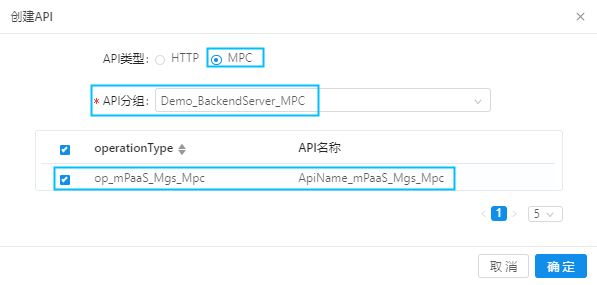 创建API
API类型： HTTP MPC
* API分组： Demo_BackendServer_MPC
operationType API名称
op_mPaaS_Mgs_Mpc ApiName_mPaaS_Mgs_Mpc
< 1 > 5
取 消 确 定